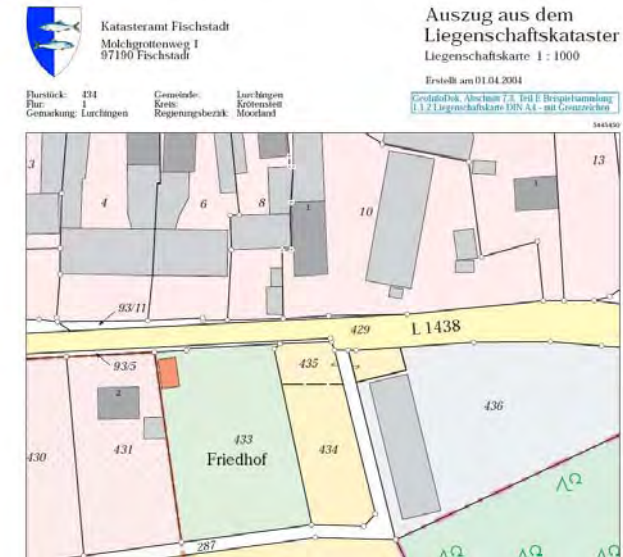 Katasteramt Fischstadt
Molchgrottenweg 1
97190 Fischstadt
Auszug aus dem
Liegenschaftskataster
Liegenschaftskarte 1 : 1000
Erstellt am 01.04.2004
Flurstück: 434
Flur: 1
Gemarkung: Lurchingen
Gemeinde: Lurchingen
Kreis: Krötenstett
Regierungsbezirk: Moorland
GeoInfoDok, Abschnitt 7.3, Teil E Beispielsammlung
1.1.2 Liegenschaftskarte DIN A4 - mit Grenzzeichen
3
4
6
8
1
10
1
13
93/11
429
L 1438
93/5
435
2
436
430
431
433
Friedhof
434
287